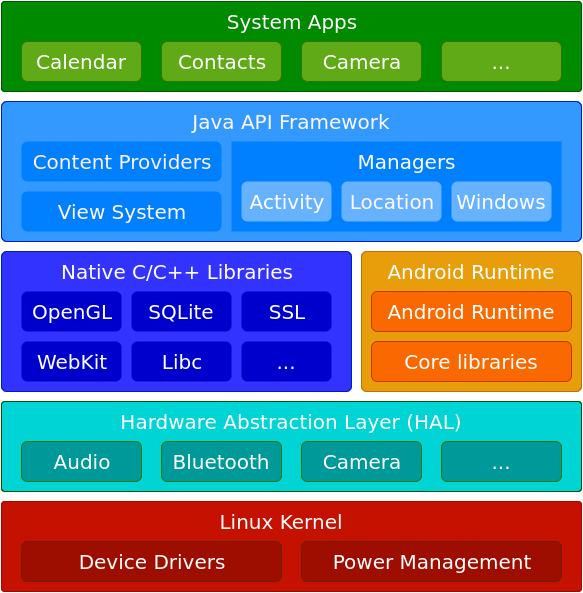 System Apps
Calendar Contacts Camera ...
Java API Framework
Content Providers
View System
Managers
Activity Location Windows
Native C/C++ Libraries
OpenGL SQLite SSL
WebKit Libc ...
Android Runtime
Android Runtime
Core libraries
Hardware Abstraction Layer (HAL)
Audio Bluetooth Camera ...
Linux Kernel
Device Drivers Power Management